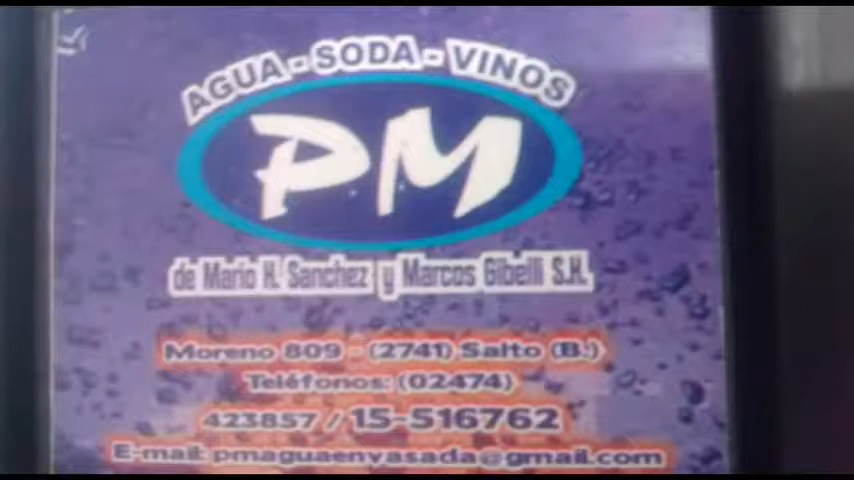 AGUA - SODA - VINOS
PM
de Mario H. Sanchez y Marcos Gibelli S.H.
Moreno 809 - (2741) Salto (B.)
Teléfonos: (02474)
423857 / 15-516762
E-mail: pmaguaenvasada@gmail.com